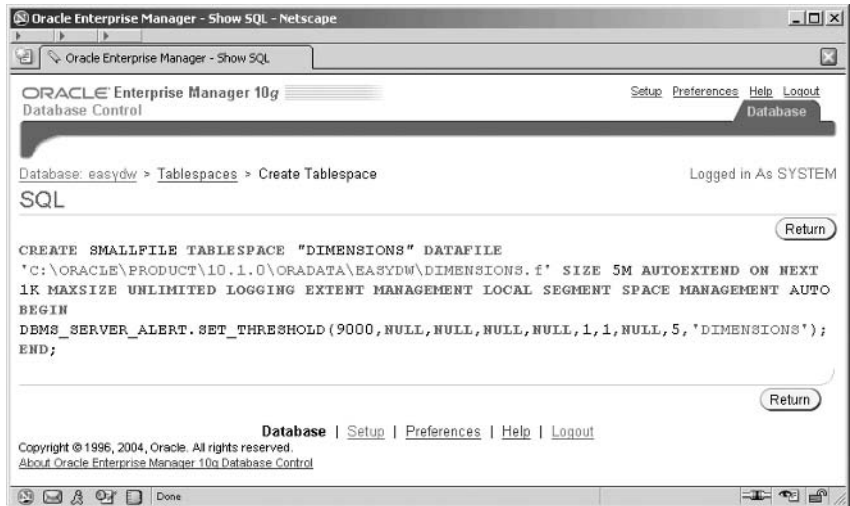 Oracle Enterprise Manager - Show SQL - Netscape
Oracle Enterprise Manager - Show SQL
ORACLE Enterprise Manager 10g
Database Control
Setup Preferences Help Logout
Database
Database: easydw > Tablespaces > Create Tablespace
Logged in As SYSTEM
SQL
Return
CREATE SMALLFILE TABLESPACE "DIMENSIONS" DATAFILE
'C:\ORACLE\PRODUCT\10.1.0\ORADATA\EASYDW\DIMENSIONS.f' SIZE 5M AUTOEXTEND ON NEXT
1K MAXSIZE UNLIMITED LOGGING EXTENT MANAGEMENT LOCAL SEGMENT SPACE MANAGEMENT AUTO
BEGIN
DBMS_SERVER_ALERT.SET_THRESHOLD(9000,NULL,NULL,NULL,NULL,1,1,NULL,5,'DIMENSIONS');
END;
Return
Database | Setup | Preferences | Help | Logout
Copyright © 1996, 2004, Oracle. All rights reserved.
About Oracle Enterprise Manager 10g Database Control
Done